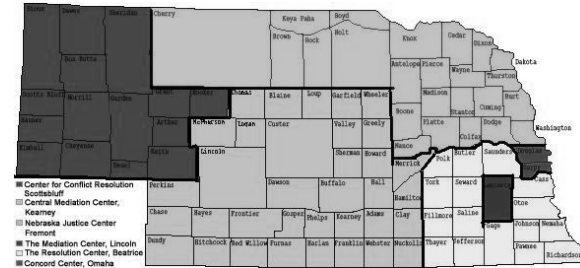 Sioux Dawes Sheridan Cherry Keya Paha Boyd
Brown Rock Holt Knox Cedar Dixon
Dakota
Box Butte Antelope Pierce Wayne Thurston
Scotts Bluff Morrill Garden Grant Hooker Thomas Blaine Loup Garfield Wheeler Madison Stanton Cuming Burt
Banner Arthur McPherson Logan Custer Valley Greely Boone Platte Colfax Dodge Washington
Kimball Cheyenne Deuel Keith Lincoln Sherman Howard Nance Merrick Polk Butler Saunders Douglas
Center for Conflict Resolution
Scottsbluff
Central Mediation Center,
Kearney
Nebraska Justice Center
Fremont
The Mediation Center, Lincoln
The Resolution Center, Beatrice
Concord Center, Omaha
Perkins Dawson Buffalo Hall Hamilton York Seward Cass
Otoe
Chase Hayes Frontier Gosper Phelps Kearney Adams Clay Fillmore Saline Gage Johnson Nemaha
Dundy Hitchcock Red Willow Furnas Harlan Franklin Webster Nuckolls Thayer Jefferson Pawnee Richardson